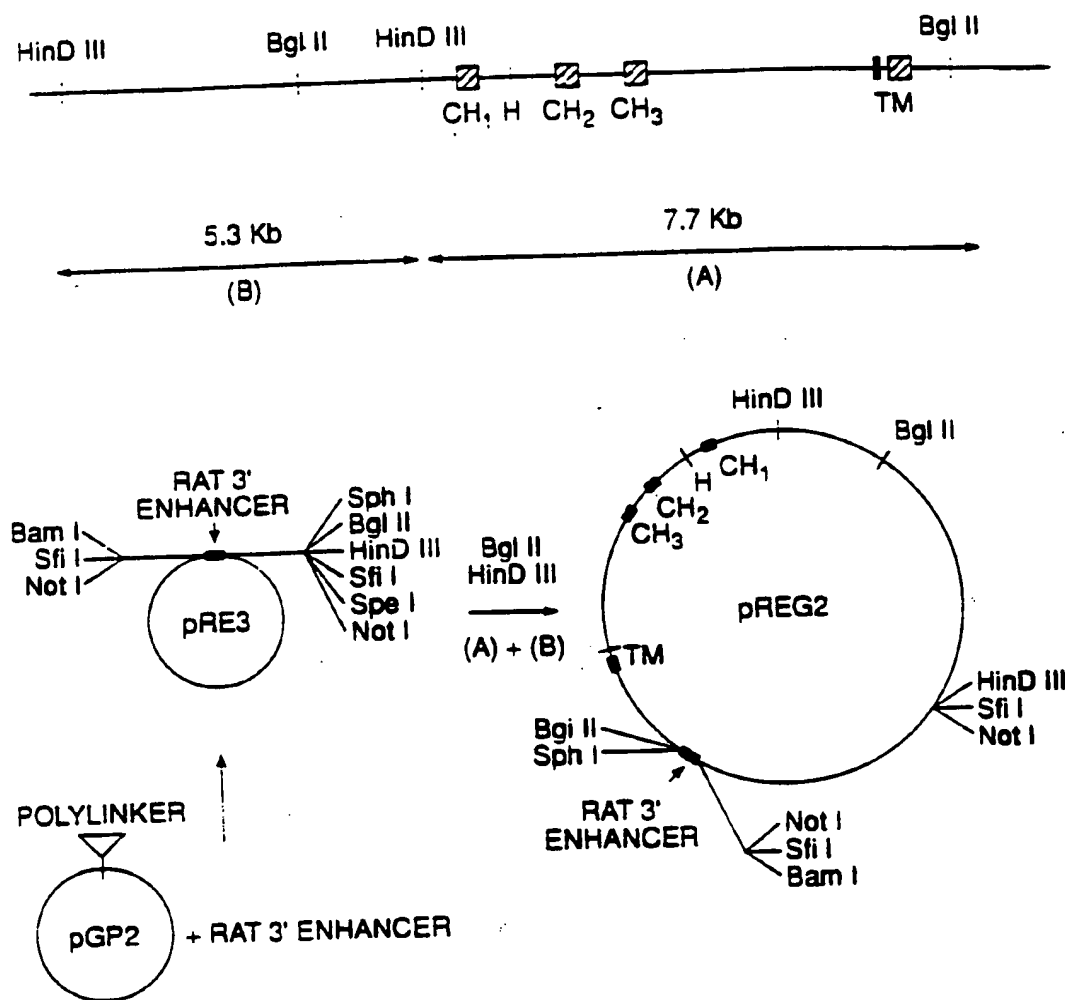 HinD III
Bgl II
HinD III
Bgl II
CH1
H
CH2
CH3
TM
5.3 Kb
7.7 Kb
(B)
(A)
RAT 3'
ENHANCER
Bam I
Sfi I
Not I
Sph I
Bgl II
HinD III
Sfi I
Spe I
Not I
pRE3
Bgl II
HinD III
(A) + (B)
HinD III
Bgl II
CH1
H
CH2
CH3
pREG2
TM
Bgl II
Sph I
HinD III
Sfi I
Not I
RAT 3'
ENHANCER
Not I
Sfi I
Bam I
POLYLINKER
pGP2
+ RAT 3' ENHANCER